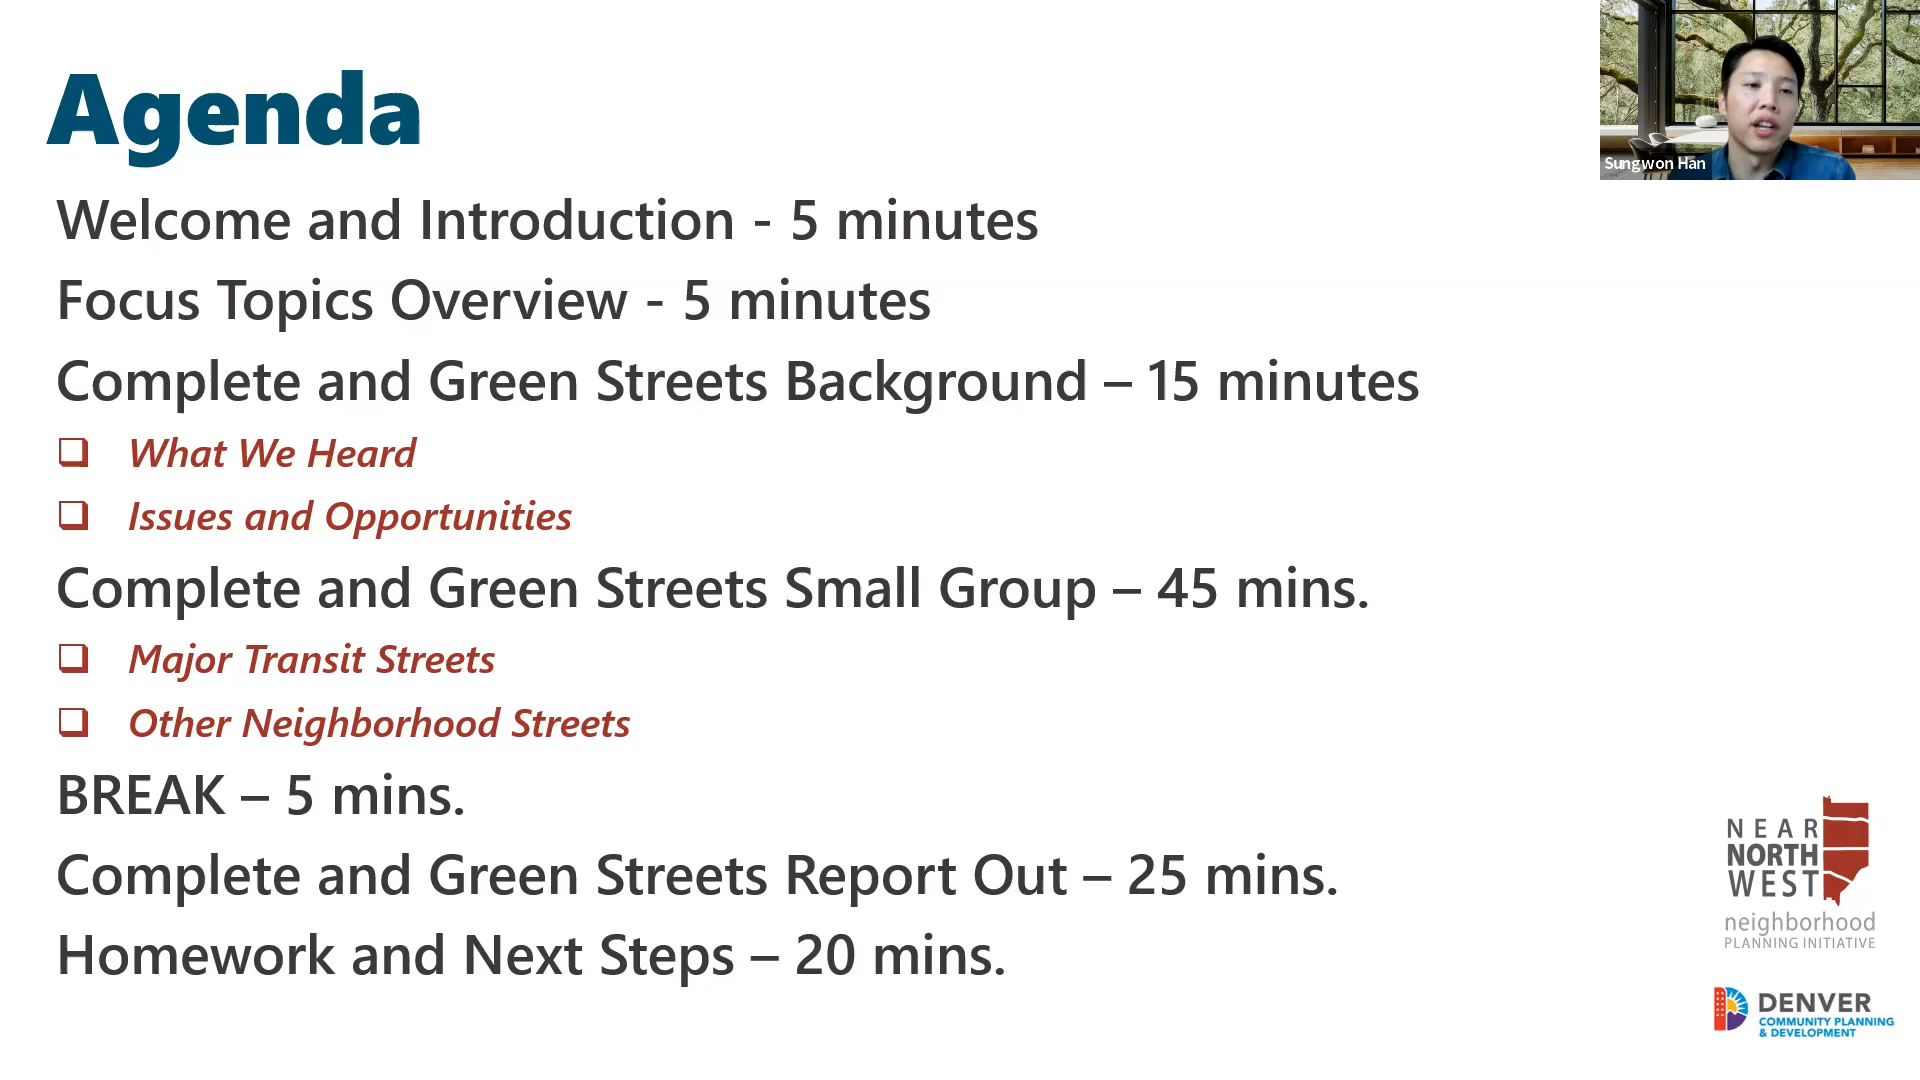 Agenda
Sungwon Han
Welcome and Introduction - 5 minutes
Focus Topics Overview - 5 minutes
Complete and Green Streets Background – 15 minutes
What We Heard
Issues and Opportunities
Complete and Green Streets Small Group – 45 mins.
Major Transit Streets
Other Neighborhood Streets
BREAK – 5 mins.
Complete and Green Streets Report Out – 25 mins.
Homework and Next Steps – 20 mins.
NEAR
NORTH
WEST
neighborhood
PLANNING INITIATIVE
DENVER
COMMUNITY PLANNING
& DEVELOPMENT